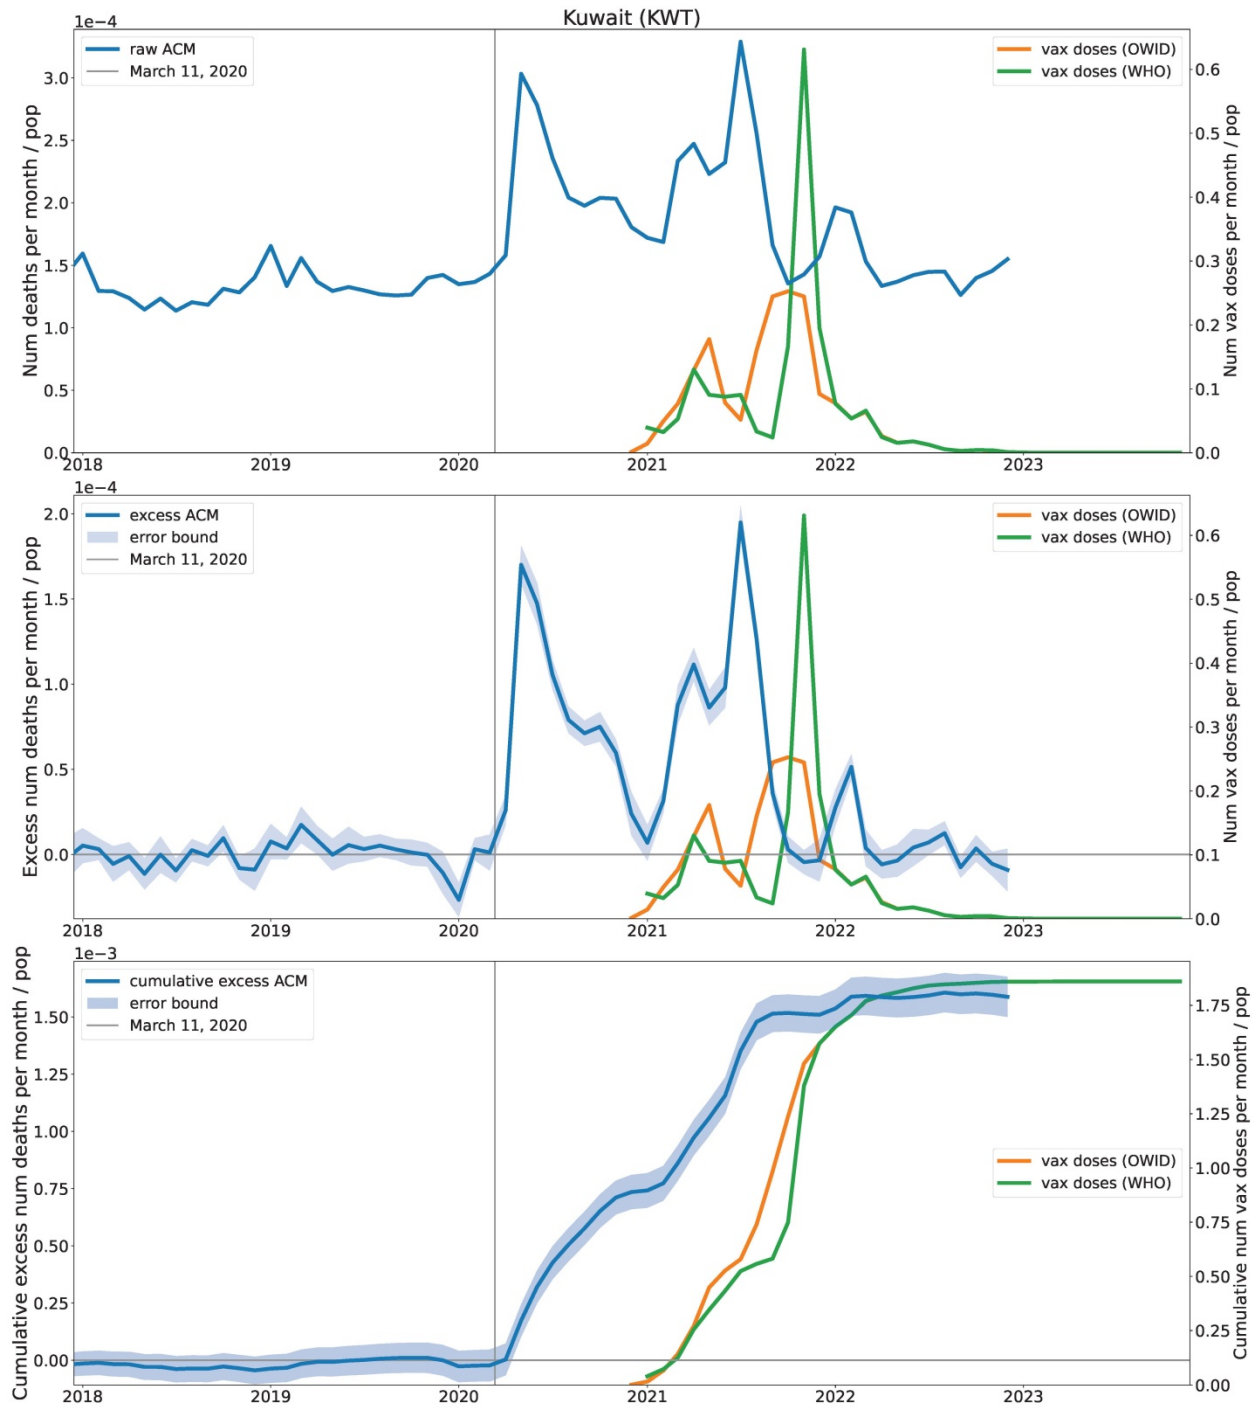 Kuwait (KWT)
1e−4
raw ACM
March 11, 2020
vax doses (OWID)
vax doses (WHO)
Num deaths per month / pop
3.0
2.5
2.0
1.5
1.0
0.5
0.0
0.6
0.5
0.4
0.3
0.2
0.1
0.0
Num vax doses per month / pop
2018 2019 2020 2021 2022 2023
1e−4
excess ACM
error bound
March 11, 2020
vax doses (OWID)
vax doses (WHO)
Excess num deaths per month / pop
2.0
1.5
1.0
0.5
0.0
0.6
0.5
0.4
0.3
0.2
0.1
0.0
Num vax doses per month / pop
2018 2019 2020 2021 2022 2023
1e−3
cumulative excess ACM
error bound
March 11, 2020
vax doses (OWID)
vax doses (WHO)
Cumulative excess num deaths per month / pop
1.50
1.25
1.00
0.75
0.50
0.25
0.00
1.75
1.50
1.25
1.00
0.75
0.50
0.25
0.00
Cumulative num vax doses per month / pop
2018 2019 2020 2021 2022 2023